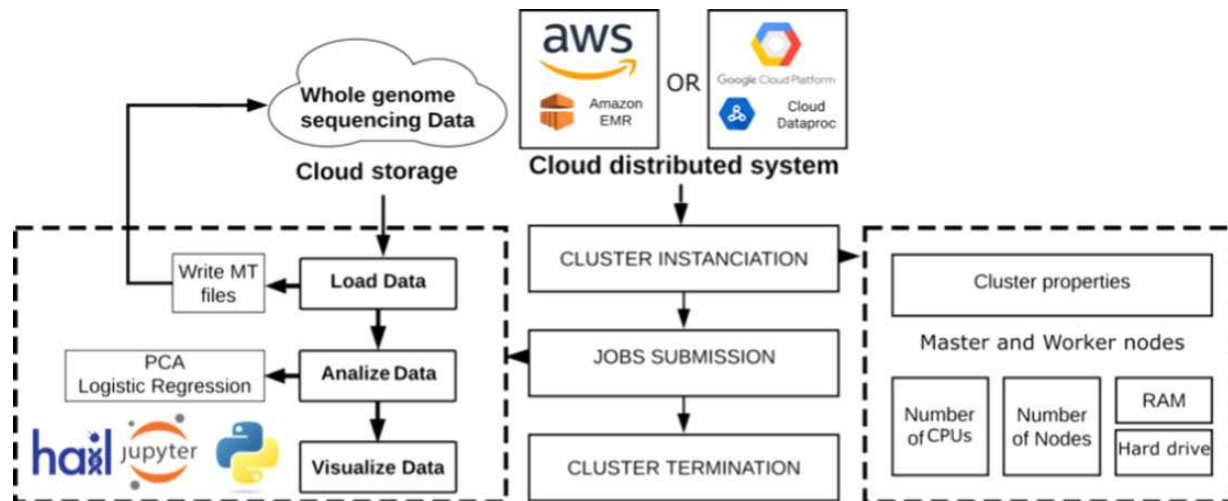 Whole genome
sequencing Data
Cloud storage
aws
Amazon
EMR
OR
Google Cloud Platform
Cloud
Dataproc
Cloud distributed system
Write MT
files
Load Data
PCA
Logistic Regression
Analize Data
Visualize Data
hail
jupyter
CLUSTER INSTANCIATION
JOBS SUBMISSION
CLUSTER TERMINATION
Cluster properties
Master and Worker nodes
Number
of CPUs
Number
of Nodes
RAM
Hard drive